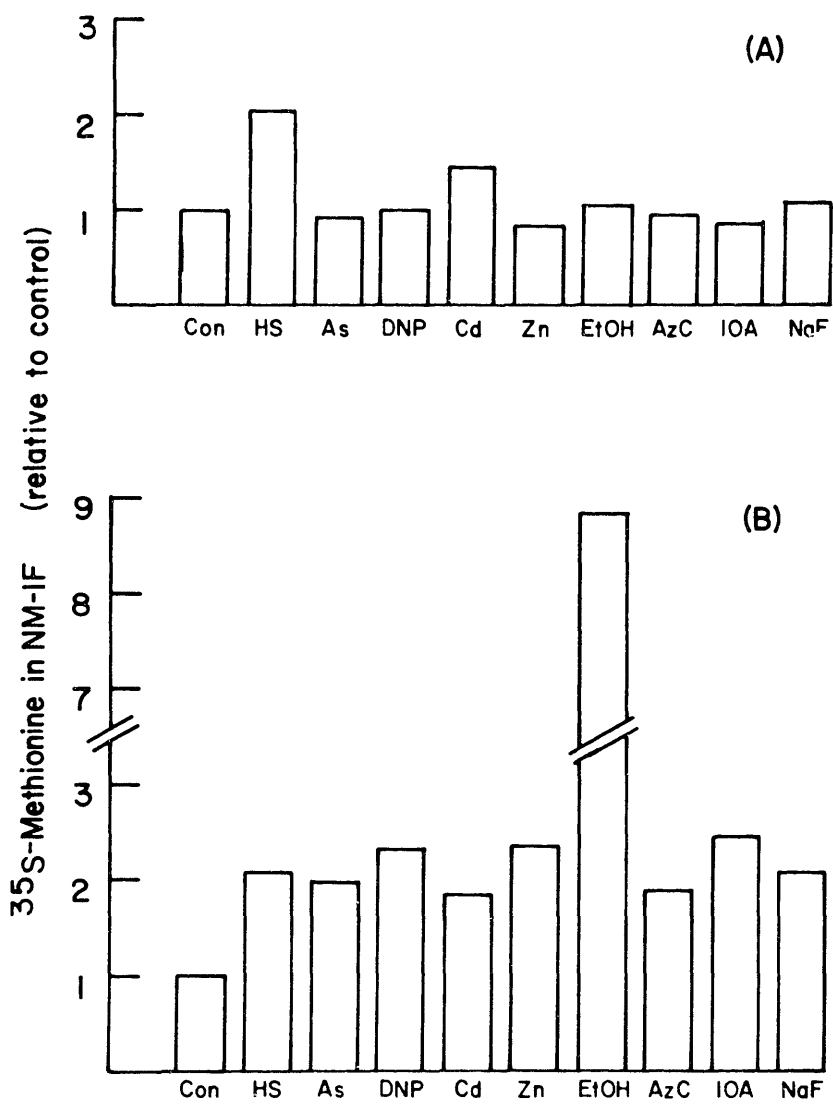 35S-Methionine in NM-IF (relative to control)
(A)
3
2
1
Con HS As DNP Cd Zn EtOH AzC IOA NaF
(B)
9
8
7
3
2
1
Con HS As DNP Cd Zn EtOH AzC IOA NaF